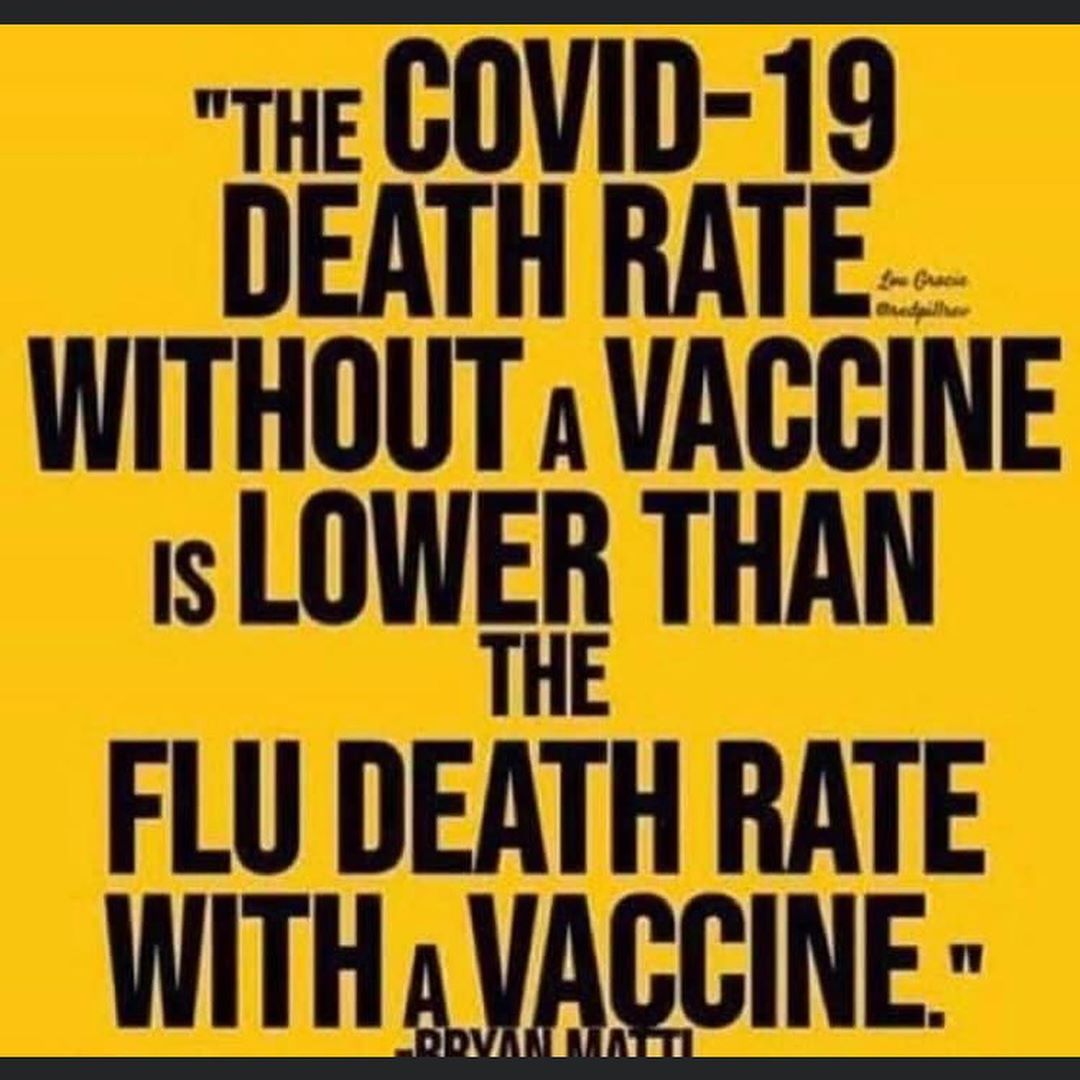 "THE COVID-19
DEATH RATE
Lou Gracie
@redpillrev
WITHOUT A VACCINE
IS LOWER THAN
THE
FLU DEATH RATE
WITH A VACCINE."
-BRYAN MATTI